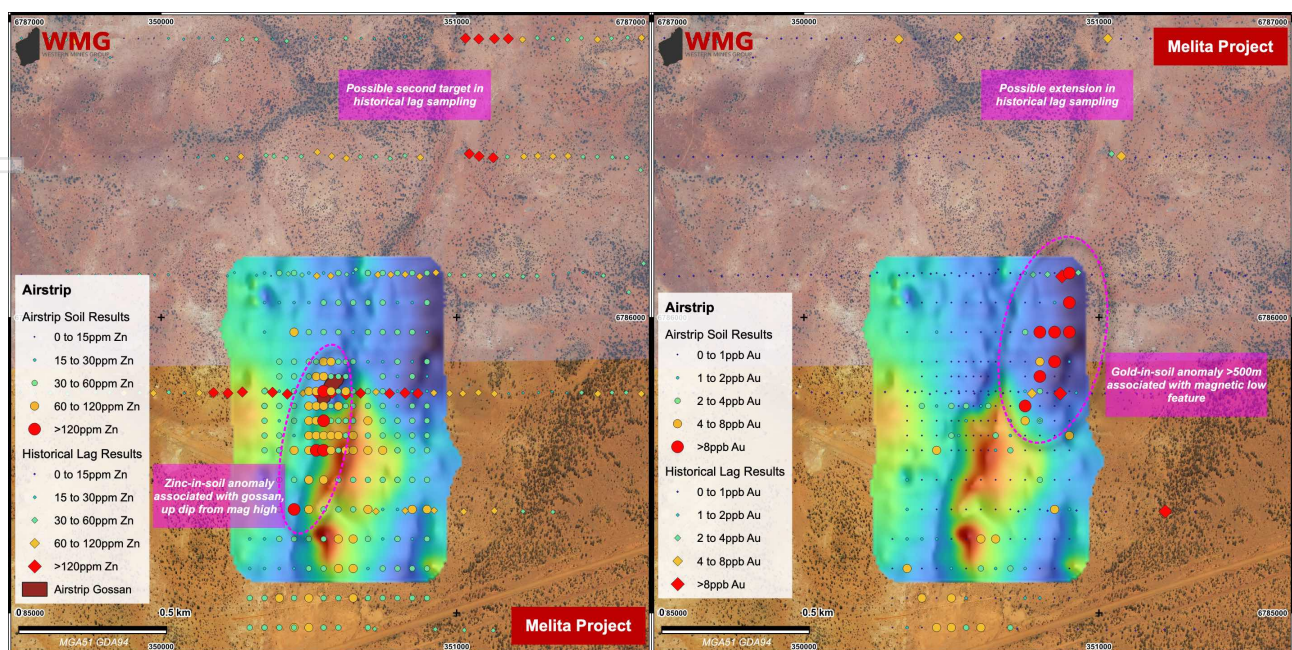 6787000
350000
351000
WMG
WESTERN MINES GROUP
Possible second target in
historical lag sampling
Airstrip
Airstrip Soil Results
0 to 15ppm Zn
15 to 30ppm Zn
30 to 60ppm Zn
60 to 120ppm Zn
>120ppm Zn
Historical Lag Results
0 to 15ppm Zn
15 to 30ppm Zn
30 to 60ppm Zn
60 to 120ppm Zn
>120ppm Zn
Airstrip Gossan
6786000
Zinc-in-soil anomaly
associated with gossan,
up dip from mag high
0
85000
0.5 km
MGA51 GDA94
Melita Project
350000
351000
350000
351000
6787000
WMG
WESTERN MINES GROUP
Melita Project
Possible extension in
historical lag sampling
Airstrip
Airstrip Soil Results
0 to 1ppb Au
1 to 2ppb Au
2 to 4ppb Au
4 to 8ppb Au
>8ppb Au
Historical Lag Results
0 to 1ppb Au
1 to 2ppb Au
2 to 4ppb Au
4 to 8ppb Au
>8ppb Au
6786000
Gold-in-soil anomaly >500m
associated with magnetic low
feature
0
85000
0.5 km
6785000
MGA51 GDA94
350000
351000